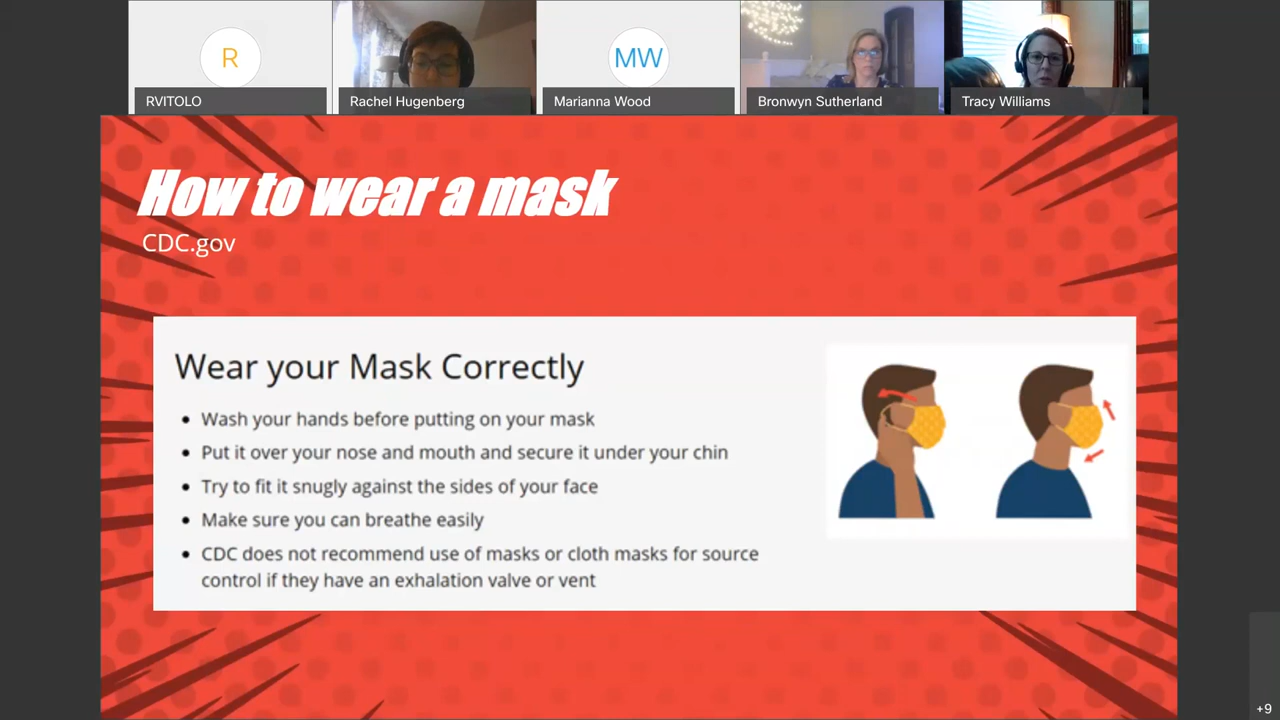 R
MW
RVITOLO
Rachel Hugenberg
Marianna Wood
Bronwyn Sutherland
Tracy Williams
How to wear a mask
CDC.gov
Wear your Mask Correctly
• Wash your hands before putting on your mask
• Put it over your nose and mouth and secure it under your chin
• Try to fit it snugly against the sides of your face
• Make sure you can breathe easily
• CDC does not recommend use of masks or cloth masks for source
control if they have an exhalation valve or vent
+9